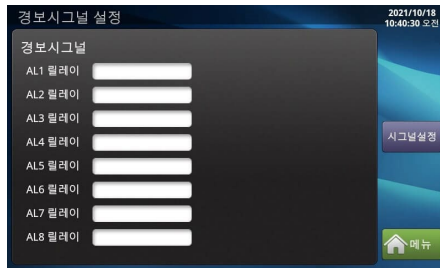 경보시그널 설정
2021/10/18
10:40:30 오전
경보시그널
AL1 릴레이
AL2 릴레이
AL3 릴레이
AL4 릴레이
AL5 릴레이
AL6 릴레이
AL7 릴레이
AL8 릴레이
시그널설정
메뉴